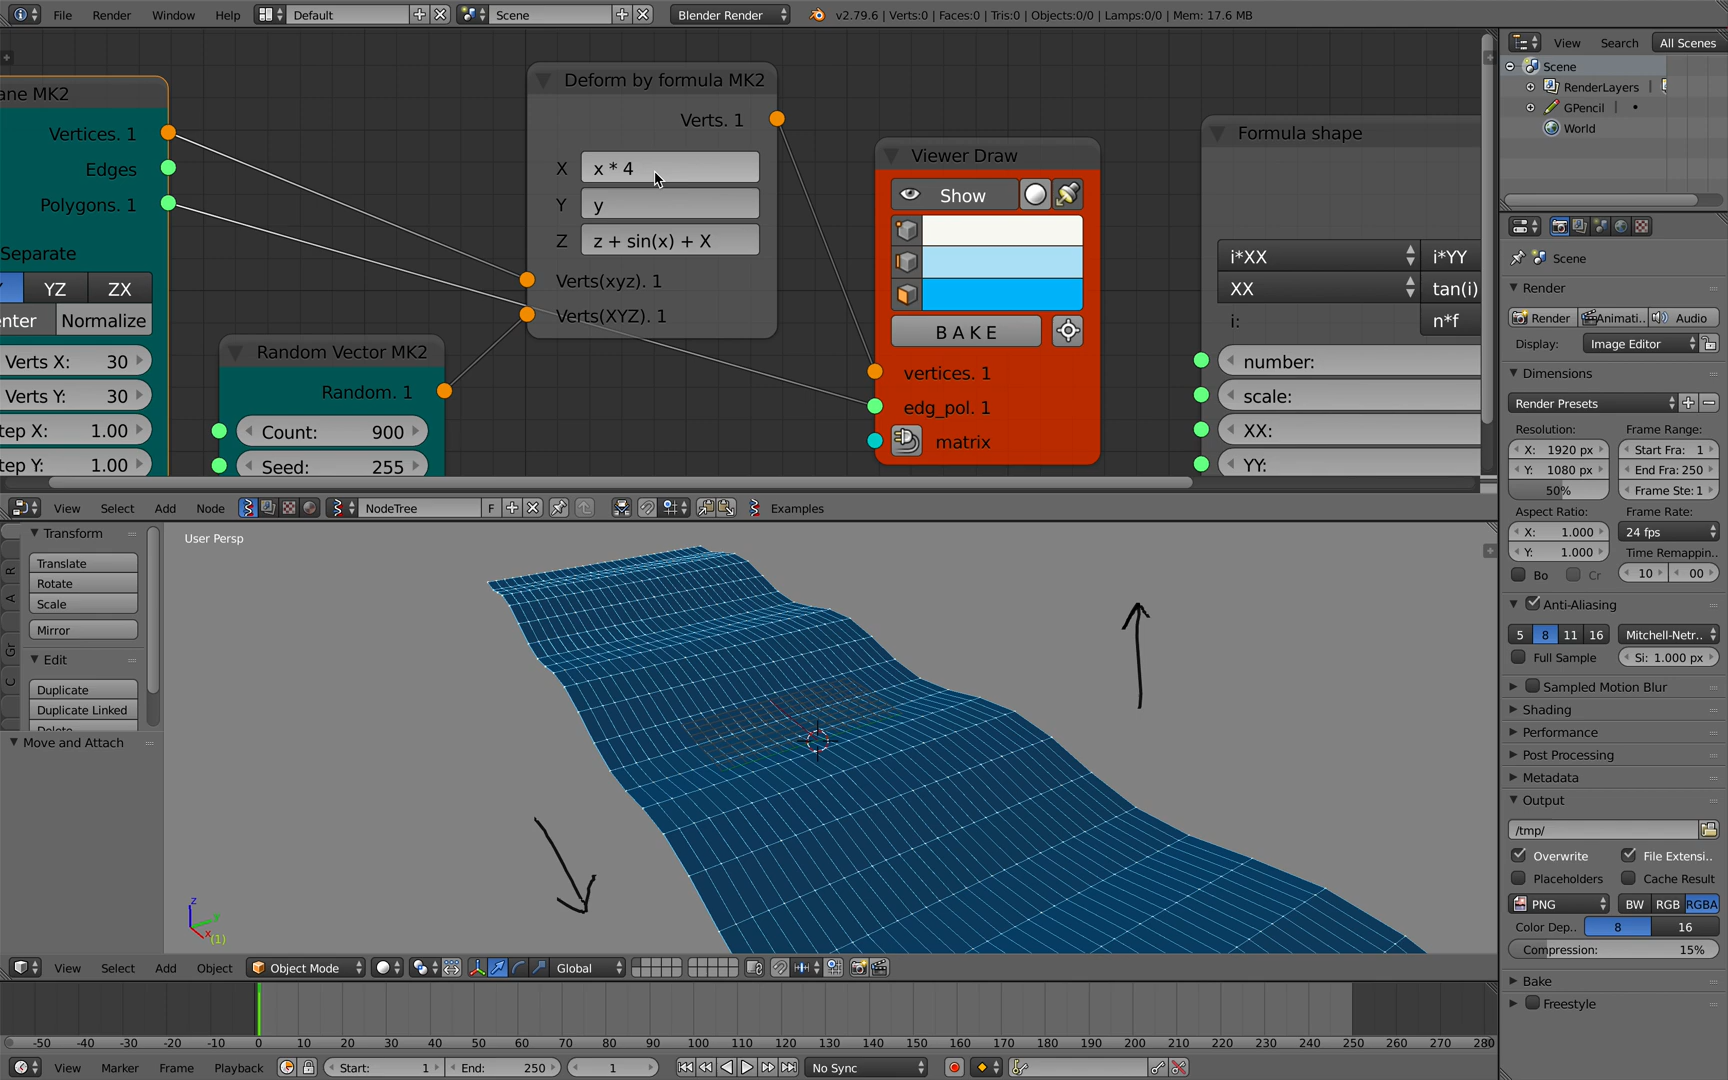 File Render Window Help Default Scene Blender Render v2.79.6 | Verts:0 | Faces:0 | Tris:0 | Objects:0/0 | Lamps:0/0 | Mem: 17.6 MB
ane MK2
Vertices. 1
Edges
Polygons. 1
Separate
YZ ZX
enter Normalize
Verts X: 30
Verts Y: 30
tep X: 1.00
tep Y: 1.00
Random Vector MK2
Random. 1
Count: 900
Seed: 255
Deform by formula MK2
Verts. 1
X x * 4
Y y
Z z + sin(x) + X
Verts(xyz). 1
Verts(XYZ). 1
Viewer Draw
Show
B A K E
vertices. 1
edg_pol. 1
matrix
Formula shape
i*XX i*YY
XX tan(i)
i: n*f
number:
scale:
XX:
YY:
View Select Add Node NodeTree F Examples
Transform
Translate
Rotate
Scale
Mirror
Edit
Duplicate
Duplicate Linked
Delete
Move and Attach
R
A
Gr
C
User Persp
z
y
x
(1)
View Select Add Object Object Mode Global
-50 -40 -30 -20 -10 0 10 20 30 40 50 60 70 80 90 100 110 120 130 140 150 160 170 180 190 200 210 220 230 240 250 260 270 280
View Marker Frame Playback Start: 1 End: 250 1 No Sync
View Search All Scenes
Scene
RenderLayers
GPencil
World
Scene
Render
Render Animati.. Audio
Display: Image Editor
Dimensions
Render Presets
Resolution: Frame Range:
X: 1920 px Start Fra: 1
Y: 1080 px End Fra: 250
50% Frame Ste: 1
Aspect Ratio: Frame Rate:
X: 1.000 24 fps
Y: 1.000 Time Remappin..
Bo Cr 10 00
Anti-Aliasing
5 8 11 16 Mitchell-Netr..
Full Sample Si: 1.000 px
Sampled Motion Blur
Shading
Performance
Post Processing
Metadata
Output
/tmp/
Overwrite File Extensi..
Placeholders Cache Result
PNG BW RGB RGBA
Color Dep.. 8 16
Compression: 15%
Bake
Freestyle